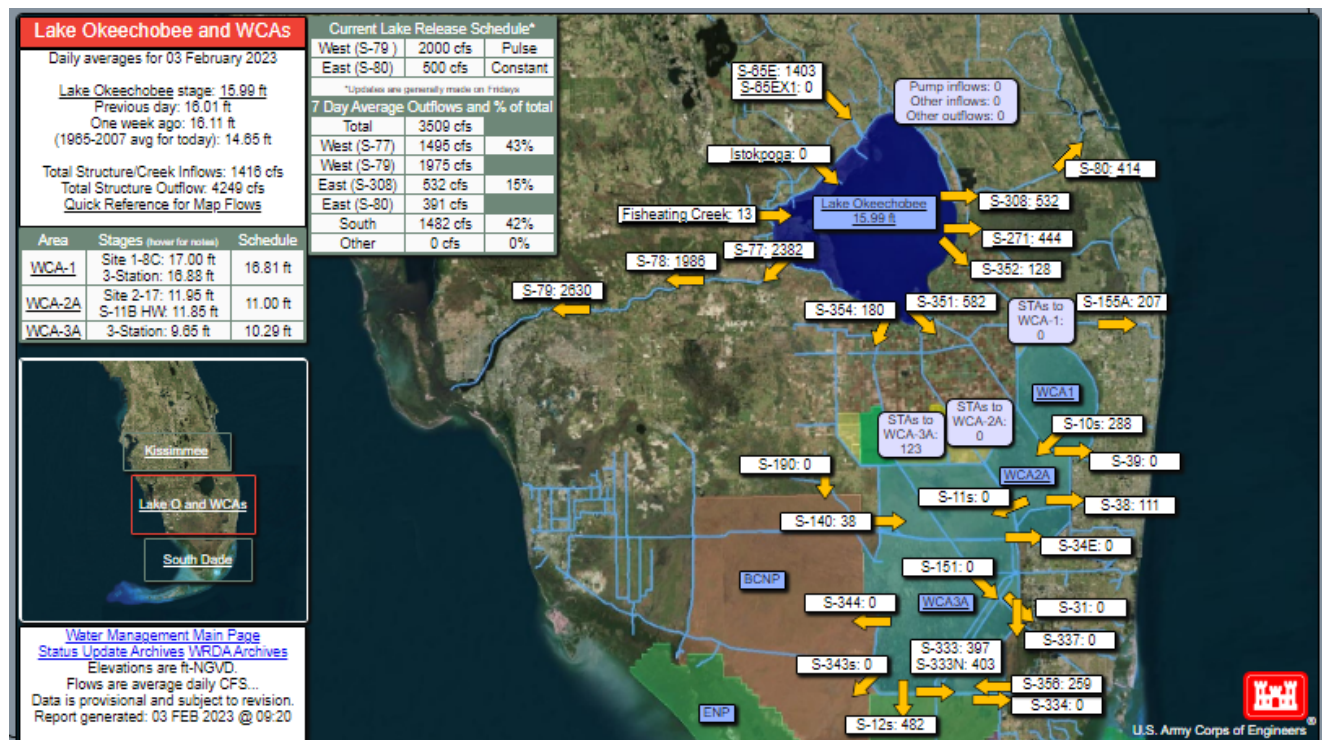 Lake Okeechobee and WCAs
Daily averages for 03 February 2023
Lake Okeechobee stage: 15.99 ft
Previous day: 16.01 ft
One week ago: 16.11 ft
(1965-2007 avg for today): 14.65 ft
Total Structure/Creek Inflows: 1416 cfs
Total Structure Outflow: 4249 cfs
Quick Reference for Map Flows
Area Stages (hover for notes) Schedule
WCA-1 Site 1-8C: 17.00 ft 16.81 ft
3-Station: 16.88 ft
WCA-2A Site 2-17: 11.95 ft 11.00 ft
S-11B HW: 11.85 ft
WCA-3A 3-Station: 9.65 ft 10.29 ft
Kissimmee
Lake O and WCAs
South Dade
Water Management Main Page
Status Update Archives WRDA Archives
Elevations are ft-NGVD.
Flows are average daily CFS...
Data is provisional and subject to revision.
Report generated: 03 FEB 2023 @ 09:20
Current Lake Release Schedule*
West (S-79 ) 2000 cfs Pulse
East (S-80) 500 cfs Constant
*Updates are generally made on Fridays
7 Day Average Outflows and % of total
Total 3509 cfs
West (S-77) 1495 cfs 43%
West (S-79) 1975 cfs
East (S-308) 532 cfs 15%
East (S-80) 391 cfs
South 1482 cfs 42%
Other 0 cfs 0%
S-65E: 1403
S-65EX1: 0
Pump inflows: 0
Other inflows: 0
Other outflows: 0
Istokpoga: 0
S-80: 414
Lake Okeechobee
15.99 ft
S-308: 532
Fisheating Creek: 13
S-271: 444
S-77: 2382
S-78: 1986
S-352: 128
S-79: 2630
S-354: 180
S-351: 582
STAs to
WCA-1:
0
S-155A: 207
WCA1
STAs to
WCA-3A:
123
STAs to
WCA-2A:
0
S-10s: 288
S-39: 0
S-190: 0
WCA2A
S-11s: 0
S-38: 111
S-140: 38
S-34E: 0
S-151: 0
BCNP
S-344: 0
WCA3A
S-31: 0
S-337: 0
S-333: 397
S-333N: 403
S-343s: 0
S-356: 259
S-334: 0
ENP
S-12s: 482
U.S. Army Corps of Engineers®